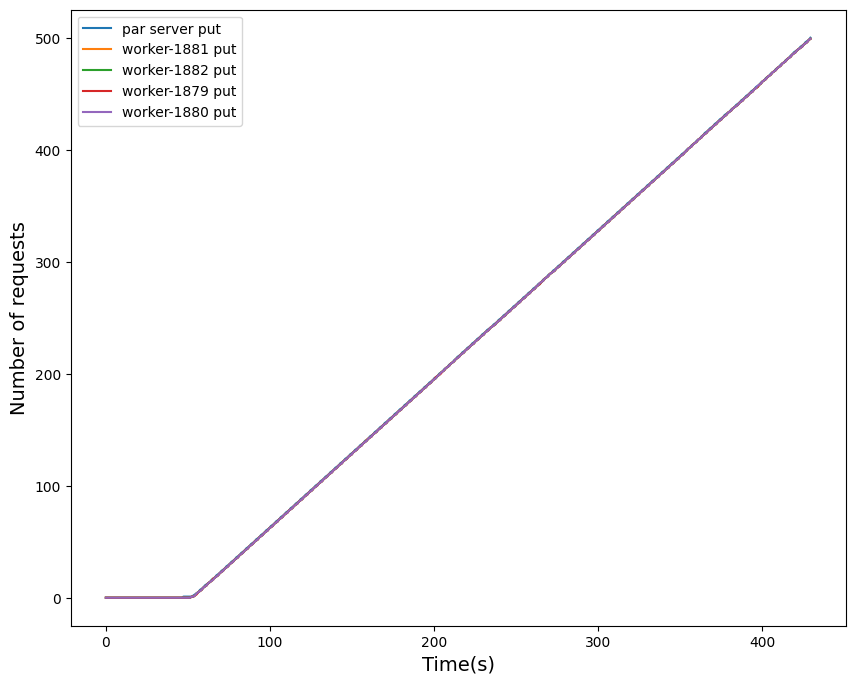 par server put
worker-1881 put
worker-1882 put
worker-1879 put
worker-1880 put
500
400
300
200
100
0
Number of requests
0 100 200 300 400
Time(s)